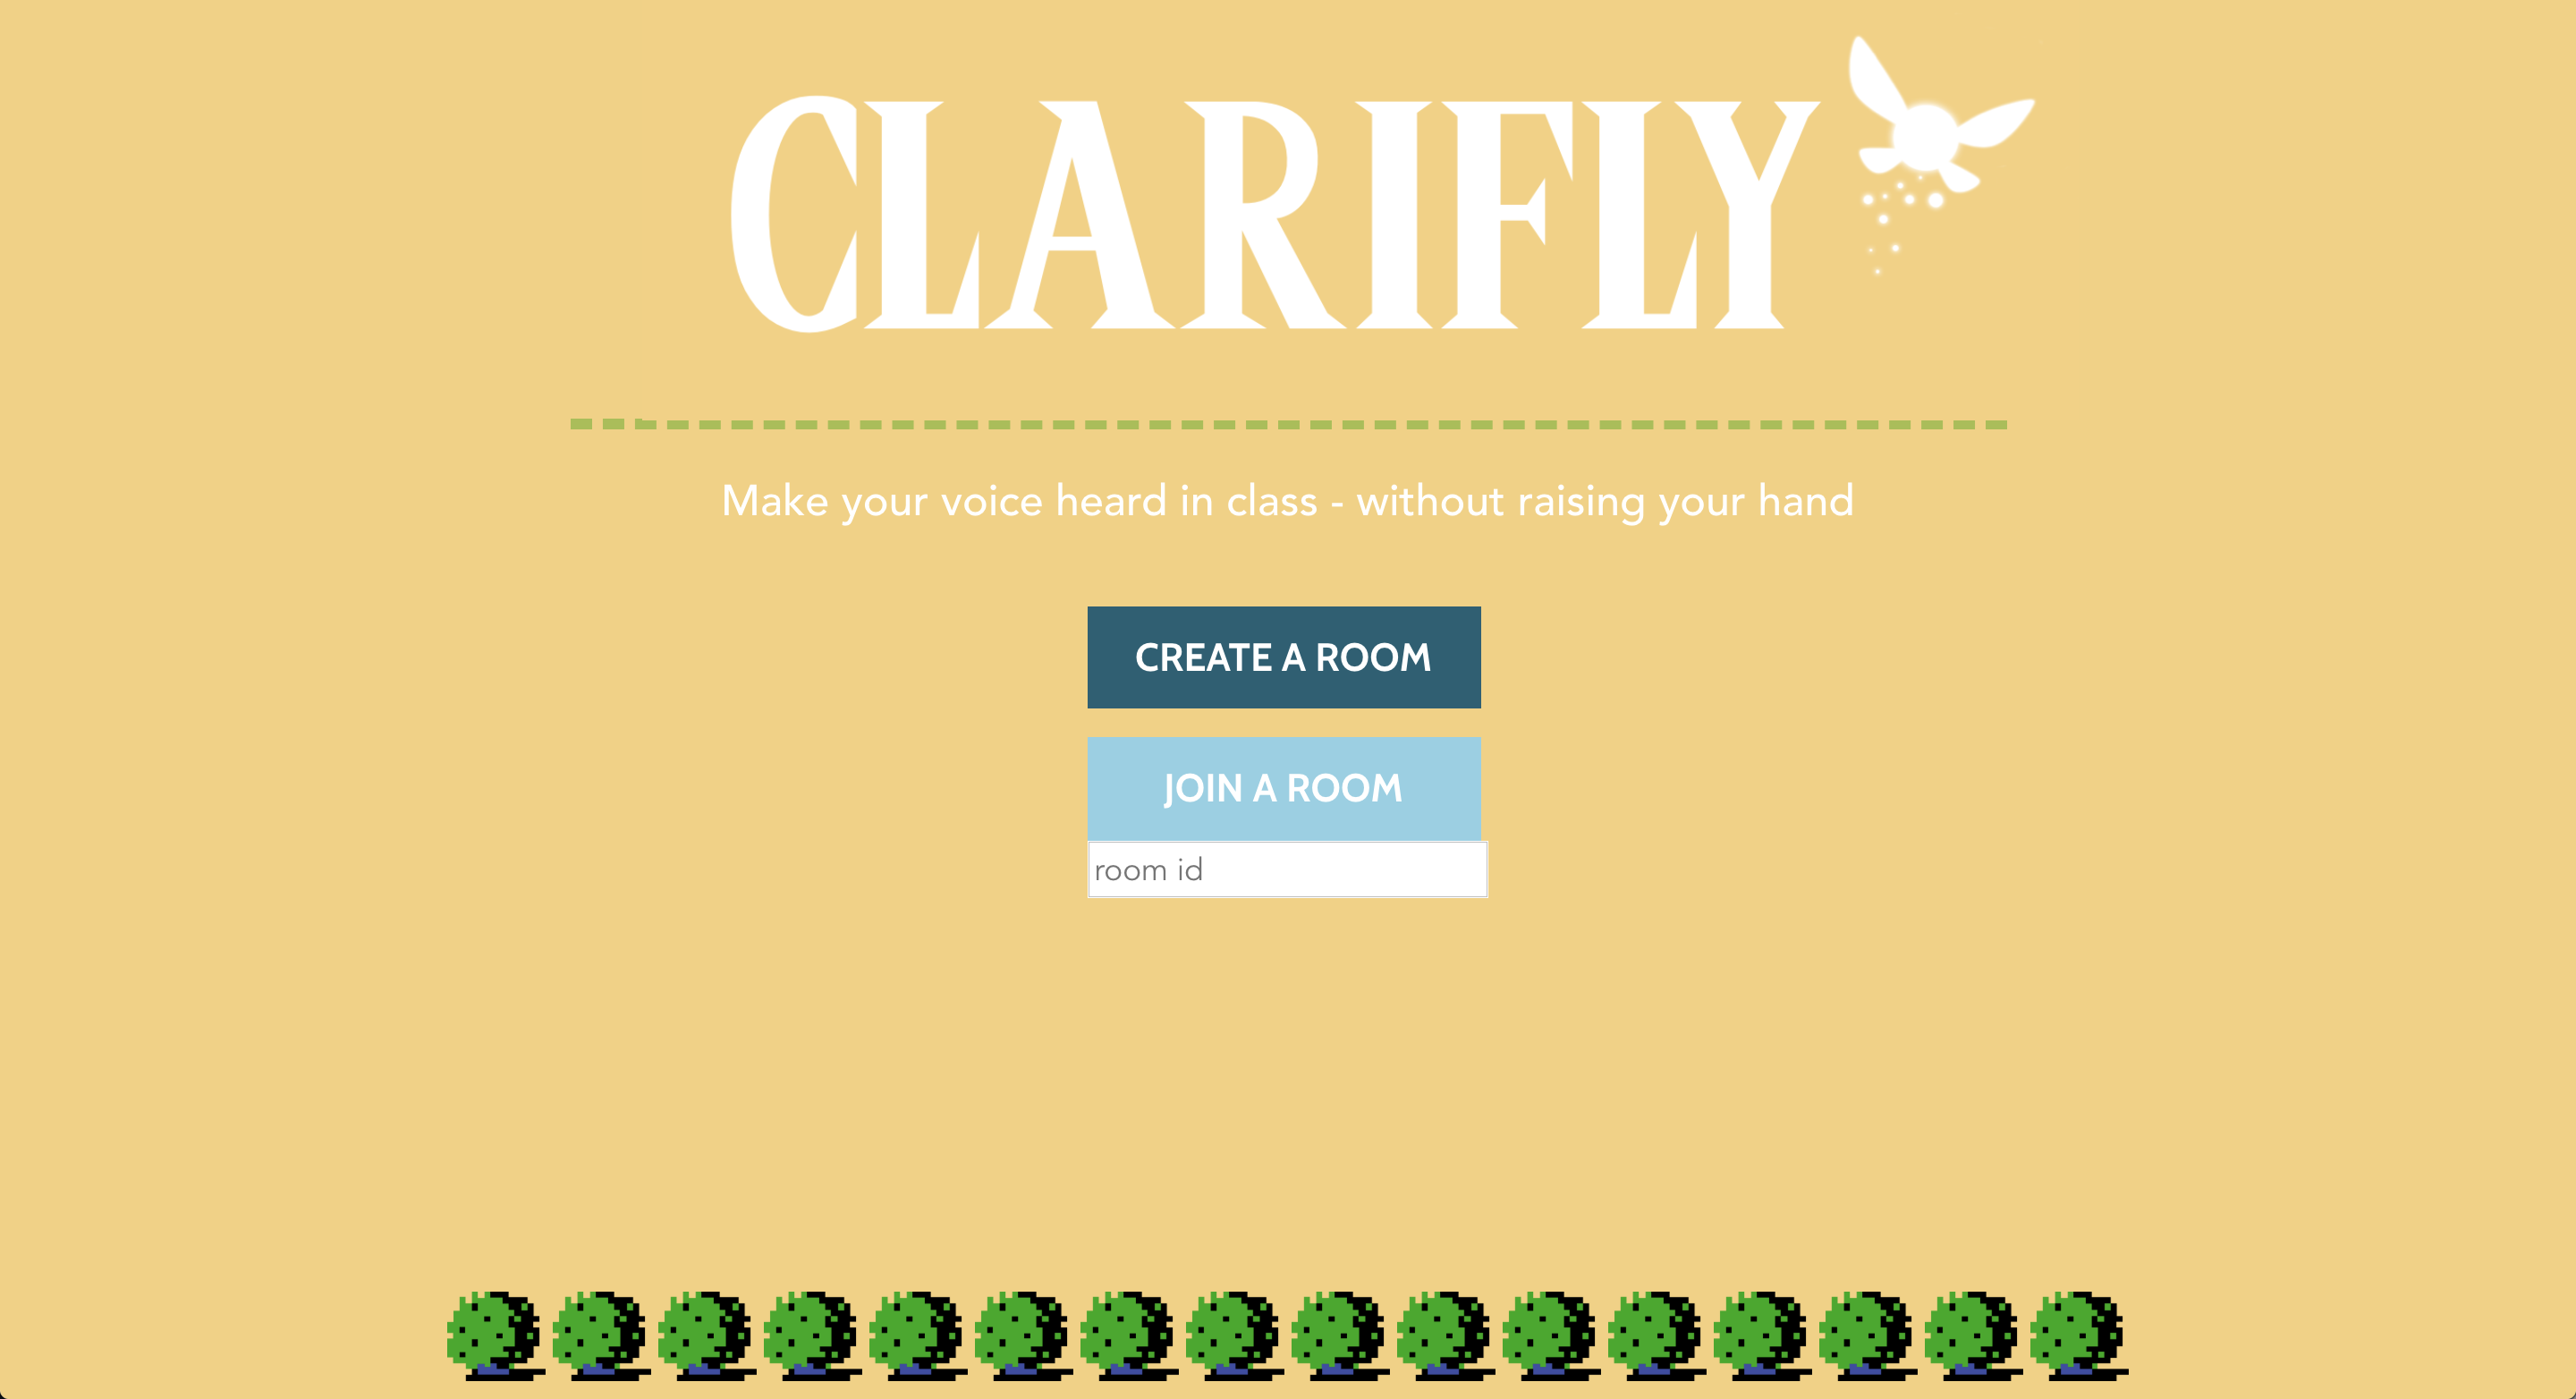 CLARIFLY
Make your voice heard in class - without raising your hand
CREATE A ROOM
JOIN A ROOM
room id